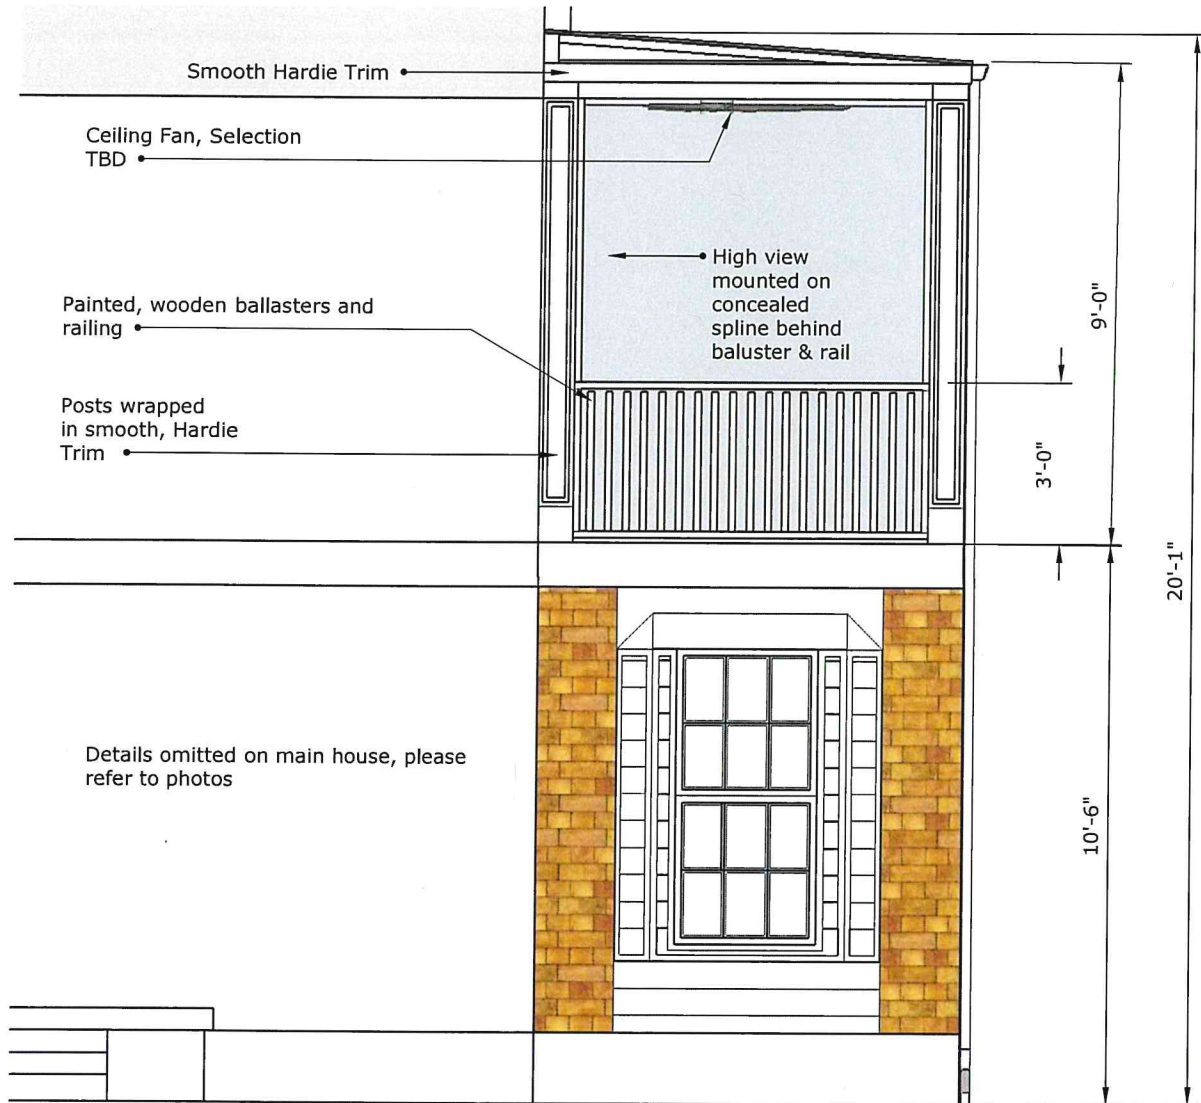 Smooth Hardie Trim
Ceiling Fan, Selection
TBD
High view
mounted on
concealed
spline behind
baluster & rail
Painted, wooden ballasters and
railing
Posts wrapped
in smooth, Hardie
Trim
9'-0"
3'-0"
20'-1"
10'-6"
Details omitted on main house, please
refer to photos